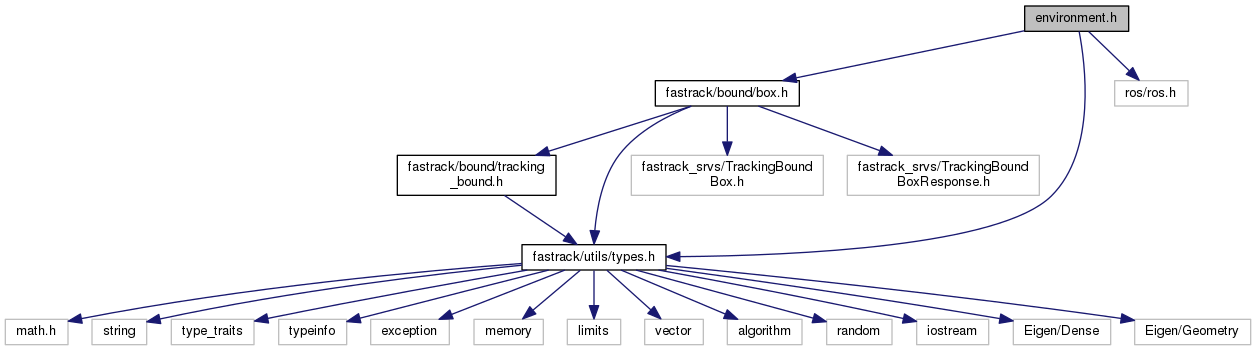 environment.h
fastrack/bound/box.h
ros/ros.h
fastrack/bound/tracking
_bound.h
fastrack_srvs/TrackingBound
Box.h
fastrack_srvs/TrackingBound
BoxResponse.h
fastrack/utils/types.h
math.h
string
type_traits
typeinfo
exception
memory
limits
vector
algorithm
random
iostream
Eigen/Dense
Eigen/Geometry